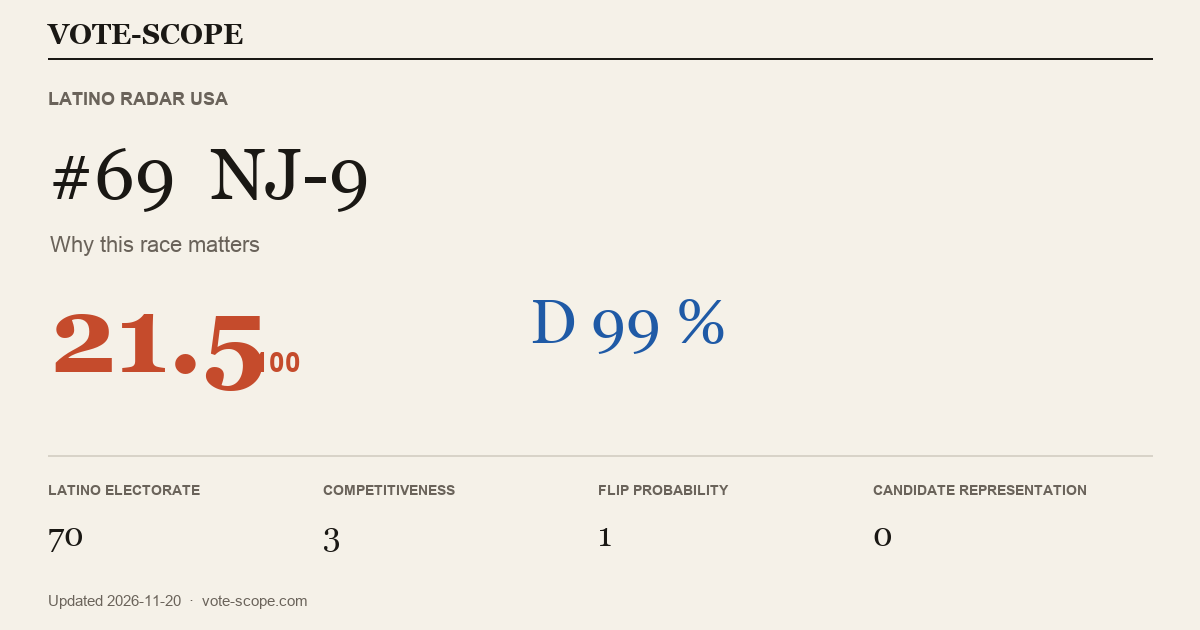 VOTE-SCOPE
LATINO RADAR USA
#69 NJ-9
Why this race matters
21.5
D 99 %
LATINO ELECTORATE
COMPETITIVENESS
FLIP PROBABILITY
CANDIDATE REPRESENTATION
70
3
1
0
Updated 2026-11-20 · vote-scope.com